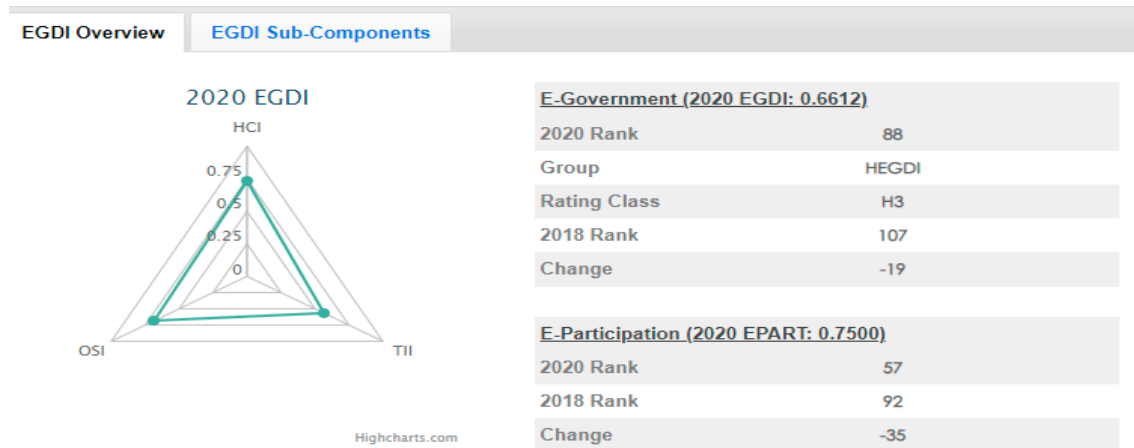 EGDI Overview
EGDI Sub-Components
2020 EGDI
HCI
0.75
0.5
0.25
0
OSI
TII
Highcharts.com
E-Government (2020 EGDI: 0.6612)
2020 Rank 88
Group HEGDI
Rating Class H3
2018 Rank 107
Change -19
E-Participation (2020 EPART: 0.7500)
2020 Rank 57
2018 Rank 92
Change -35